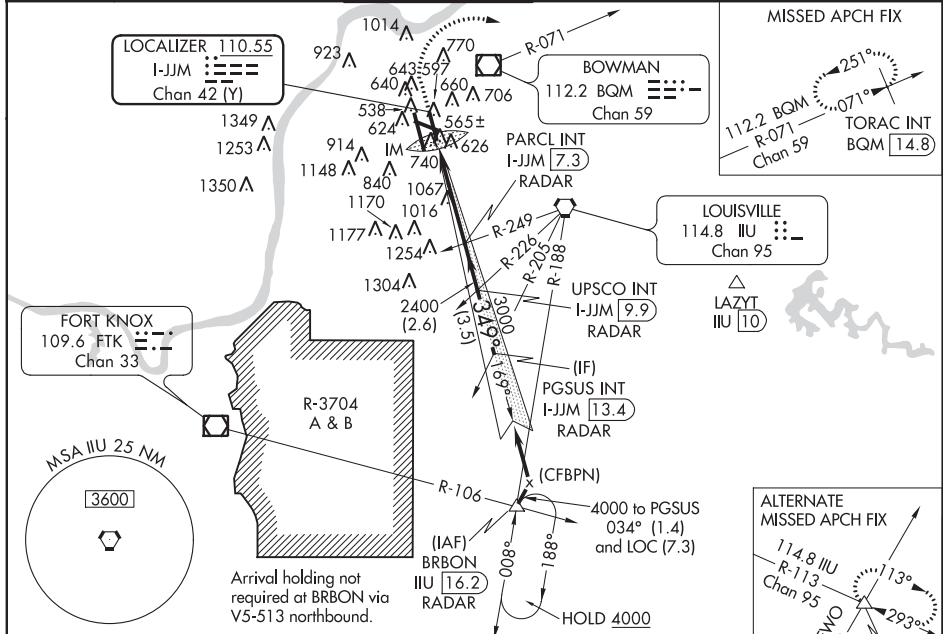 LOCALIZER 110.55
I-JJM
Chan 42 (Y)
1014
923
770
643
597
640
660
706
538
624
565±
626
IM
740
1349
1253
914
1148
840
1350
1067
1170
1016
1177
1254
1304
R-071
BOWMAN
112.2 BQM
Chan 59
MISSED APCH FIX
251°
071°
112.2 BQM
R-071
Chan 59
TORAC INT
BQM 14.8
PARCL INT
I-JJM 7.3
RADAR
R-249
R-226
R-205
R-188
LOUISVILLE
114.8 IIU
Chan 95
LAZYT
IIU 10
2400
(2.6)
3000
(3.5)
349°
169°
UPSCO INT
I-JJM 9.9
RADAR
(IF)
PGSUS INT
I-JJM 13.4
RADAR
FORT KNOX
109.6 FTK
Chan 33
R-3704
A & B
MSA IIU 25 NM
3600
R-106
(CFBPN)
4000 to PGSUS
034° (1.4)
and LOC (7.3)
(IAF)
BRBON
IIU 16.2
RADAR
008°
188°
HOLD 4000
Arrival holding not
required at BRBON via
V5-513 northbound.
ALTERNATE
MISSED APCH FIX
114.8 IIU
R-113
Chan 95
113°
293°